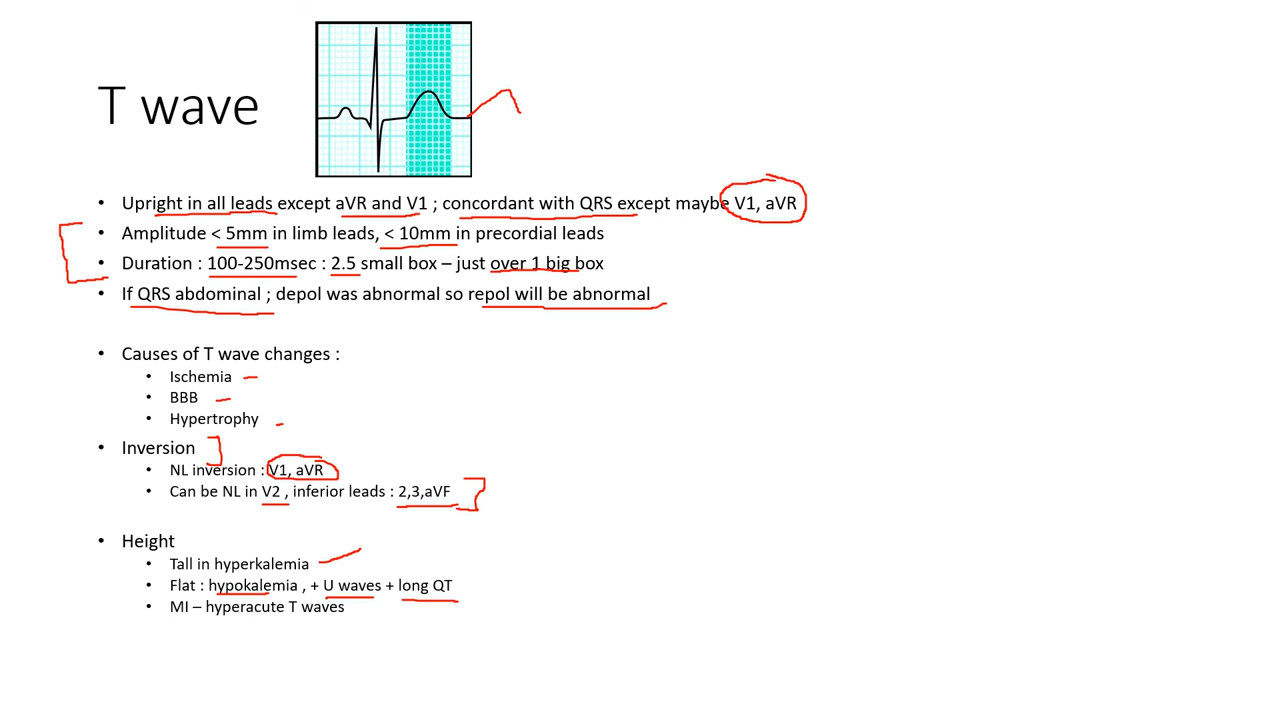 T wave
• Upright in all leads except aVR and V1 ; concordant with QRS except maybe V1, aVR
• Amplitude < 5mm in limb leads, < 10mm in precordial leads
• Duration : 100-250msec : 2.5 small box – just over 1 big box
• If QRS abdominal ; depol was abnormal so repol will be abnormal
• Causes of T wave changes :
• Ischemia
• BBB
• Hypertrophy
• Inversion
• NL inversion : V1, aVR
• Can be NL in V2 , inferior leads : 2,3,aVF
• Height
• Tall in hyperkalemia
• Flat : hypokalemia , + U waves + long QT
• MI – hyperacute T waves